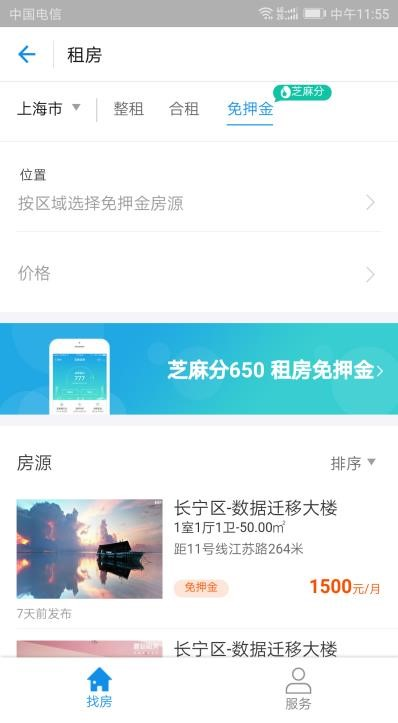 中国电信
中午11:55
租房
上海市 整租 合租 免押金 芝麻分
位置
按区域选择免押金房源
价格
芝麻分650 租房免押金
房源 排序
长宁区-数据迁移大楼
1室1厅1卫-50.00㎡
距11号线江苏路264米
免押金 1500元/月
7天前发布
长宁区-数据迁移大楼
找房 服务